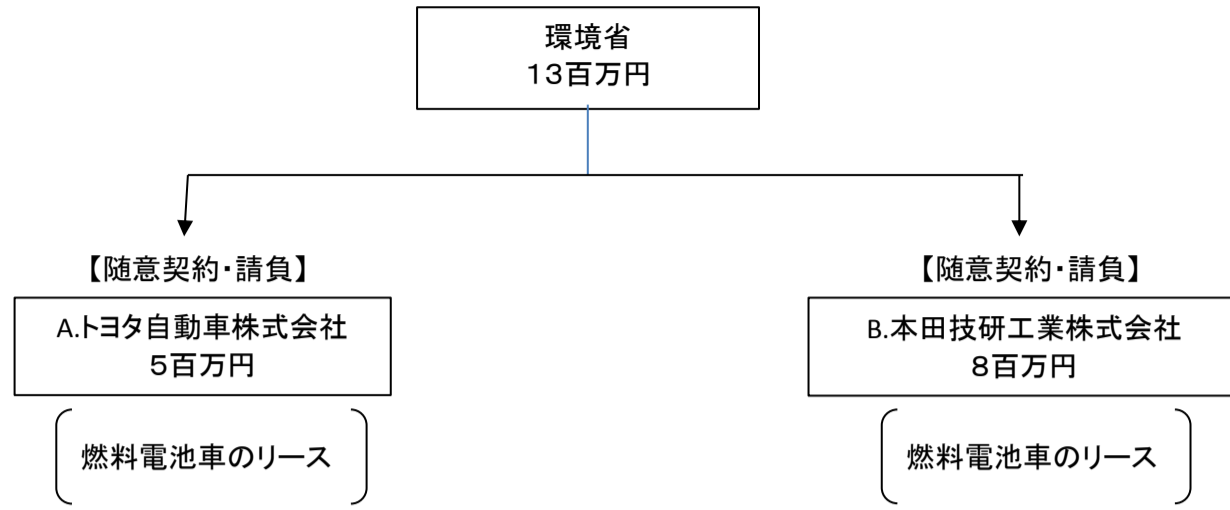 環境省
13百万円
【随意契約・請負】
A.トヨタ自動車株式会社
5百万円
燃料電池車のリース
【随意契約・請負】
B.本田技研工業株式会社
8百万円
燃料電池車のリース